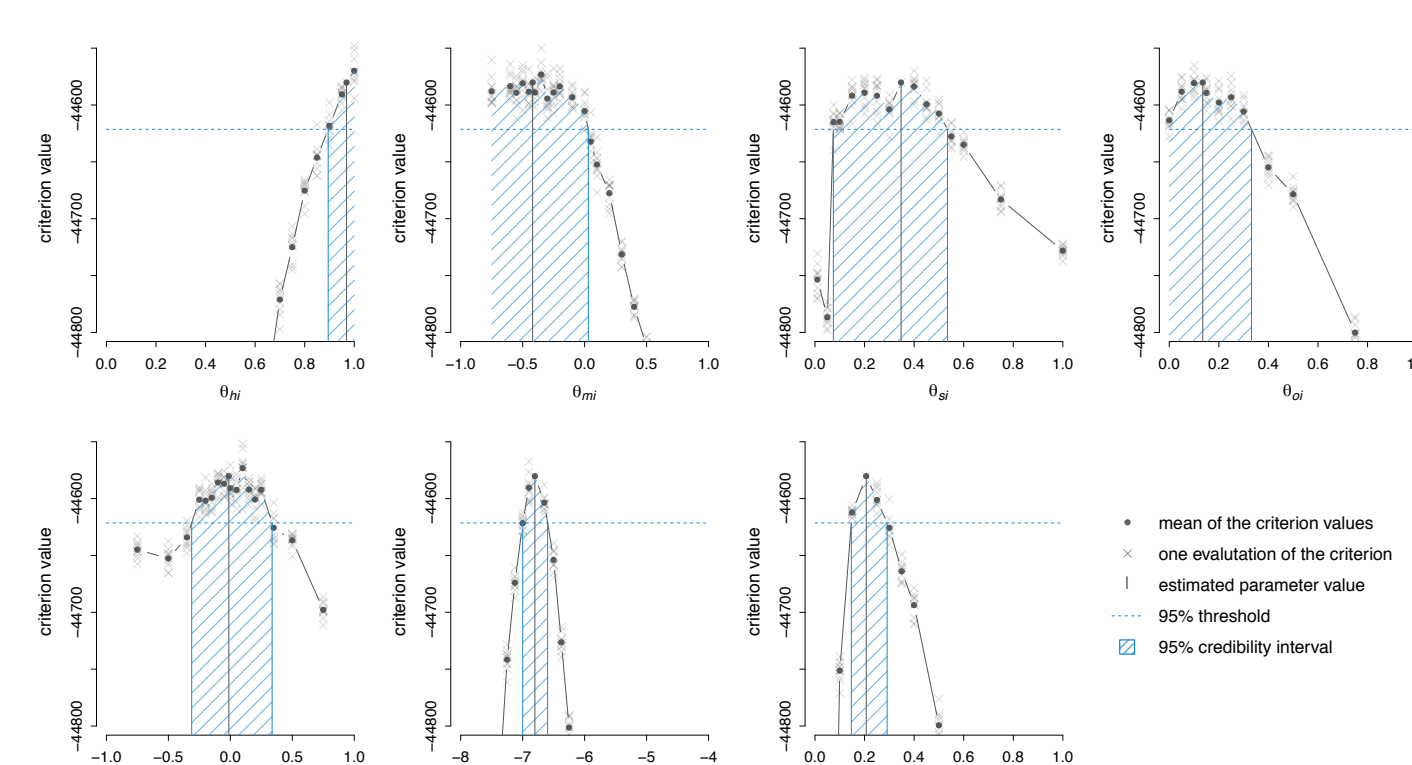 criterion value
−44800
−44700
−44600
0.0 0.2 0.4 0.6 0.8 1.0
θhi
criterion value
−44800
−44700
−44600
−1.0 −0.5 0.0 0.5 1.0
θmi
criterion value
−44800
−44700
−44600
0.0 0.2 0.4 0.6 0.8 1.0
θsi
criterion value
−44800
−44700
−44600
0.0 0.2 0.4 0.6 0.8
θoi
criterion value
−44800
−44700
−44600
−1.0 −0.5 0.0 0.5 1.0
criterion value
−44800
−44700
−44600
−8 −7 −6 −5 −4
criterion value
−44800
−44700
−44600
0.0 0.2 0.4 0.6 0.8 1.0
mean of the criterion values
one evalutation of the criterion
estimated parameter value
95% threshold
95% credibility interval